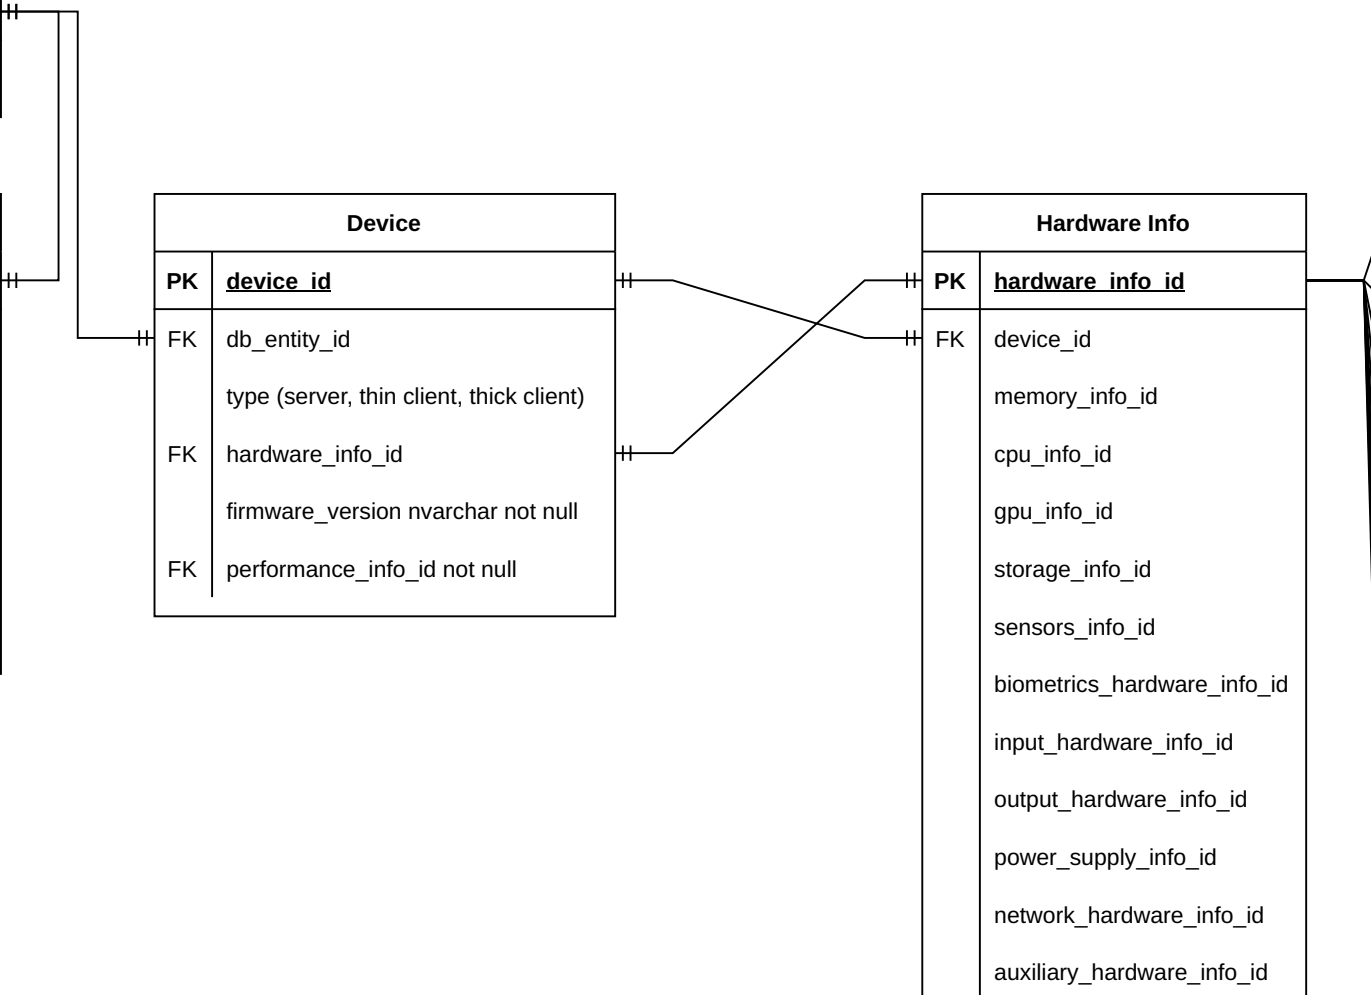 Device
PK device_id
FK db_entity_id
type (server, thin client, thick client)
FK hardware_info_id
firmware_version nvarchar not null
FK performance_info_id not null
Hardware Info
PK hardware_info_id
FK device_id
memory_info_id
cpu_info_id
gpu_info_id
storage_info_id
sensors_info_id
biometrics_hardware_info_id
input_hardware_info_id
output_hardware_info_id
power_supply_info_id
network_hardware_info_id
auxiliary_hardware_info_id